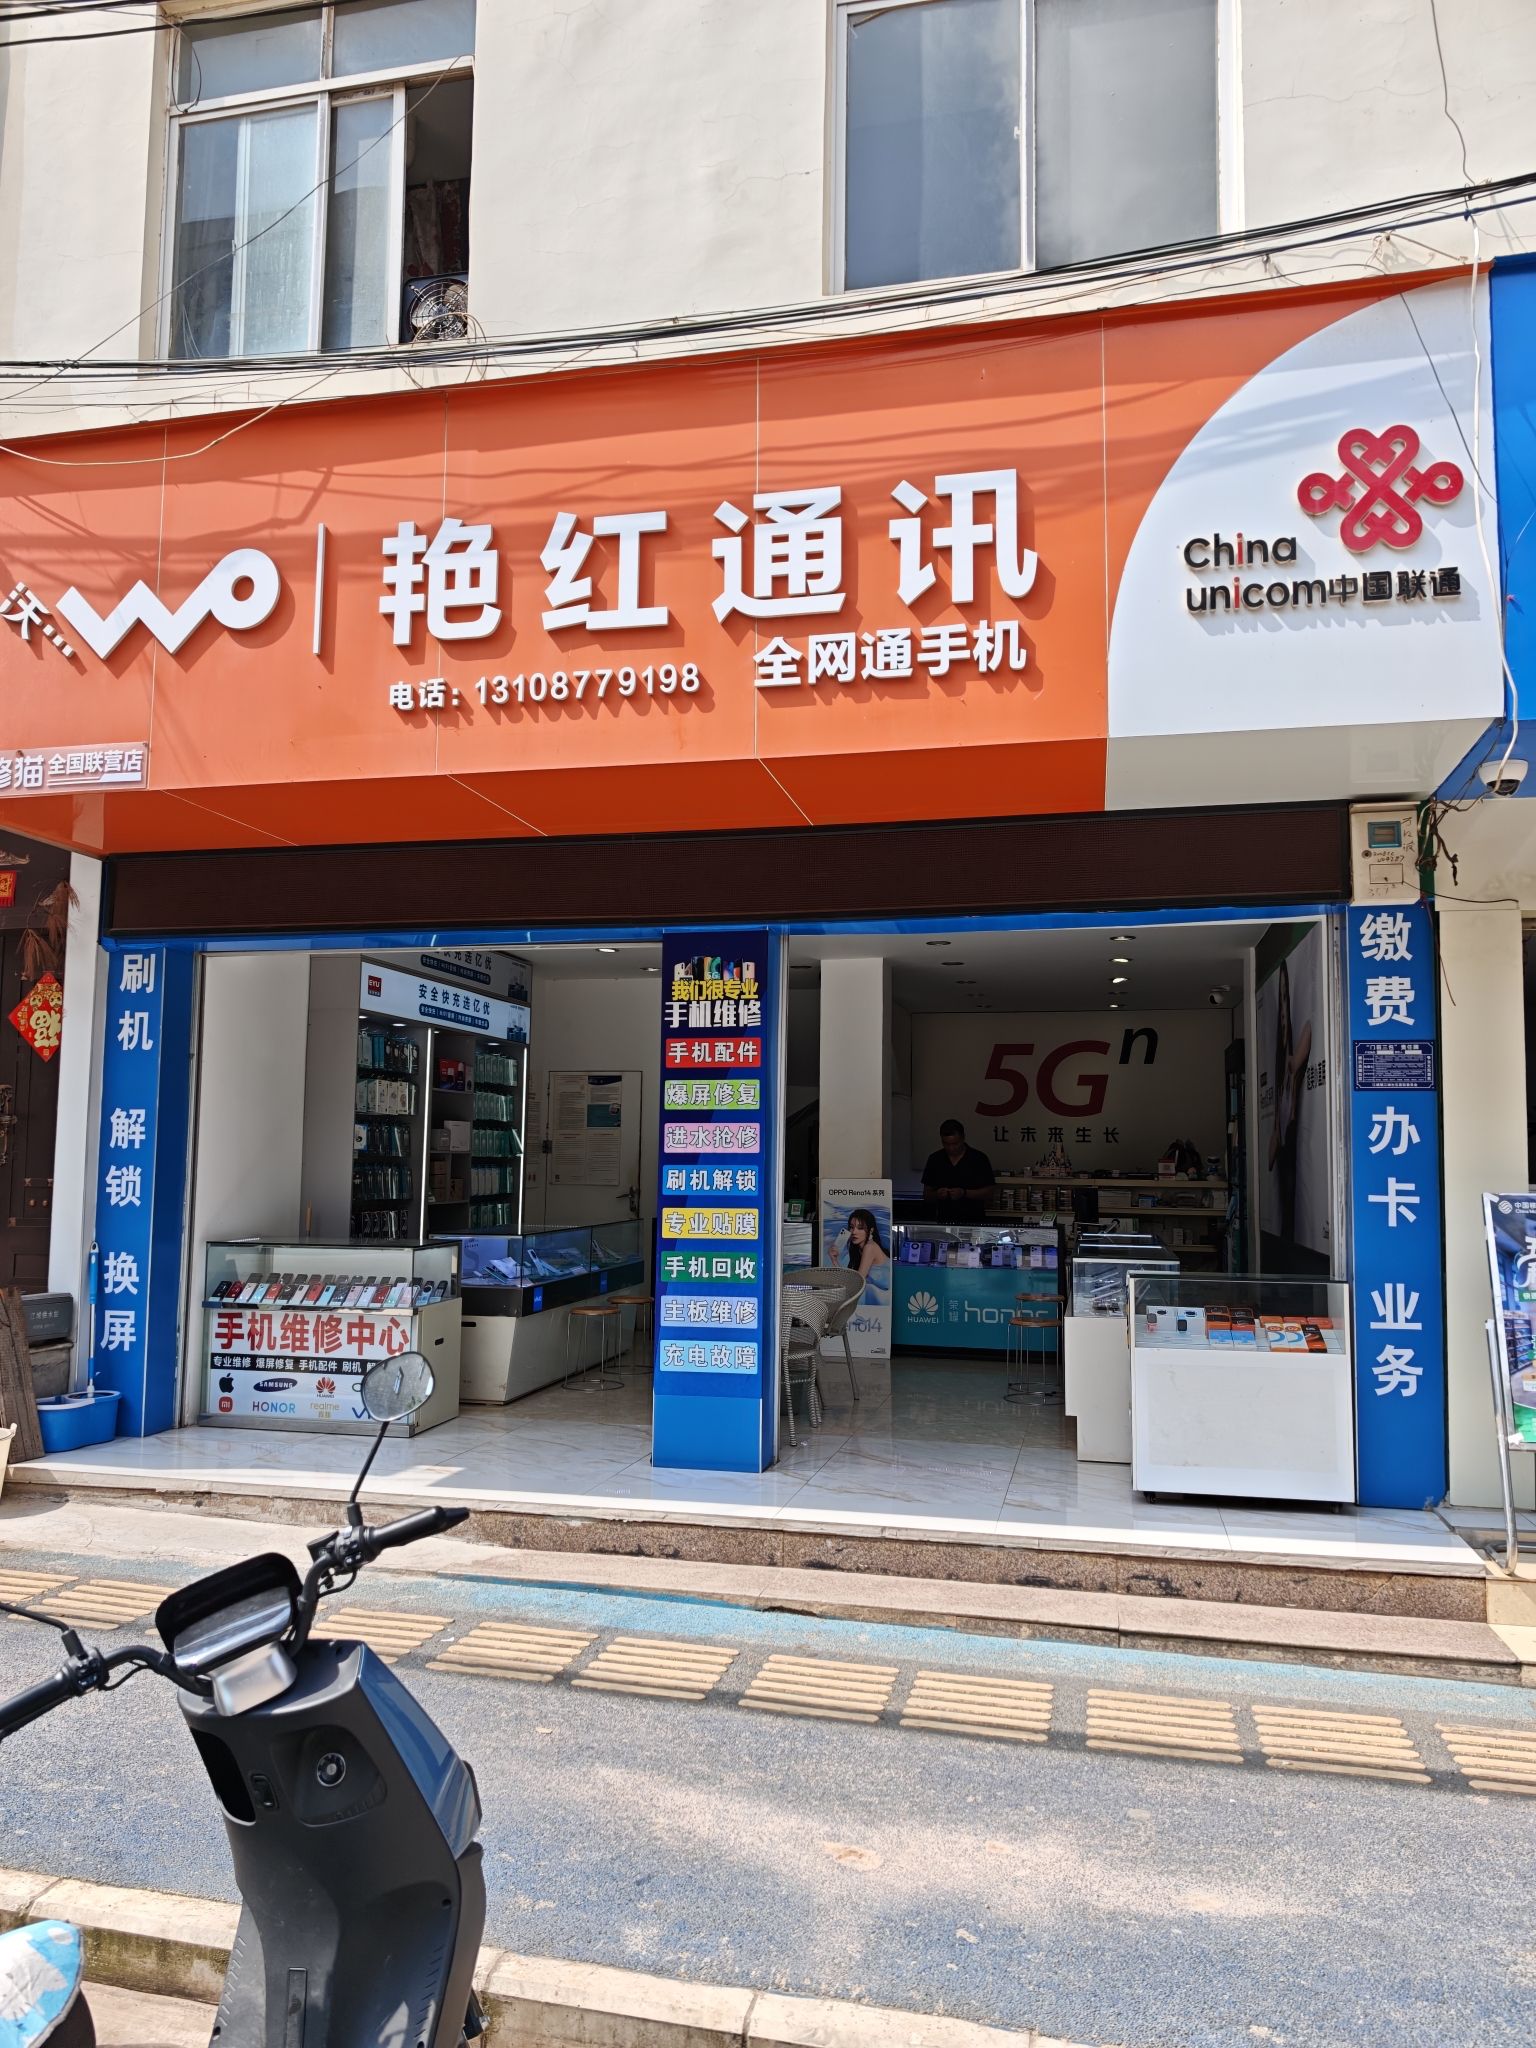 沃
wo
艳红通讯
电话：13108779198
全网通手机
China
unicom中国联通
修猫 全国联营店
刷机 解锁 换屏
EYU
安全快充选亿优
我们很专业
手机维修
手机配件
爆屏修复
进水抢修
刷机解锁
专业贴膜
手机回收
主板维修
充电故障
5Gⁿ
让未来生长
OPPO Reno14 系列
HUAWEI
荣耀
honor
手机维修中心
专业维修 爆屏修复 手机配件 刷机
SAMSUNG
HUAWEI
HONOR
realme
缴费 办卡 业务